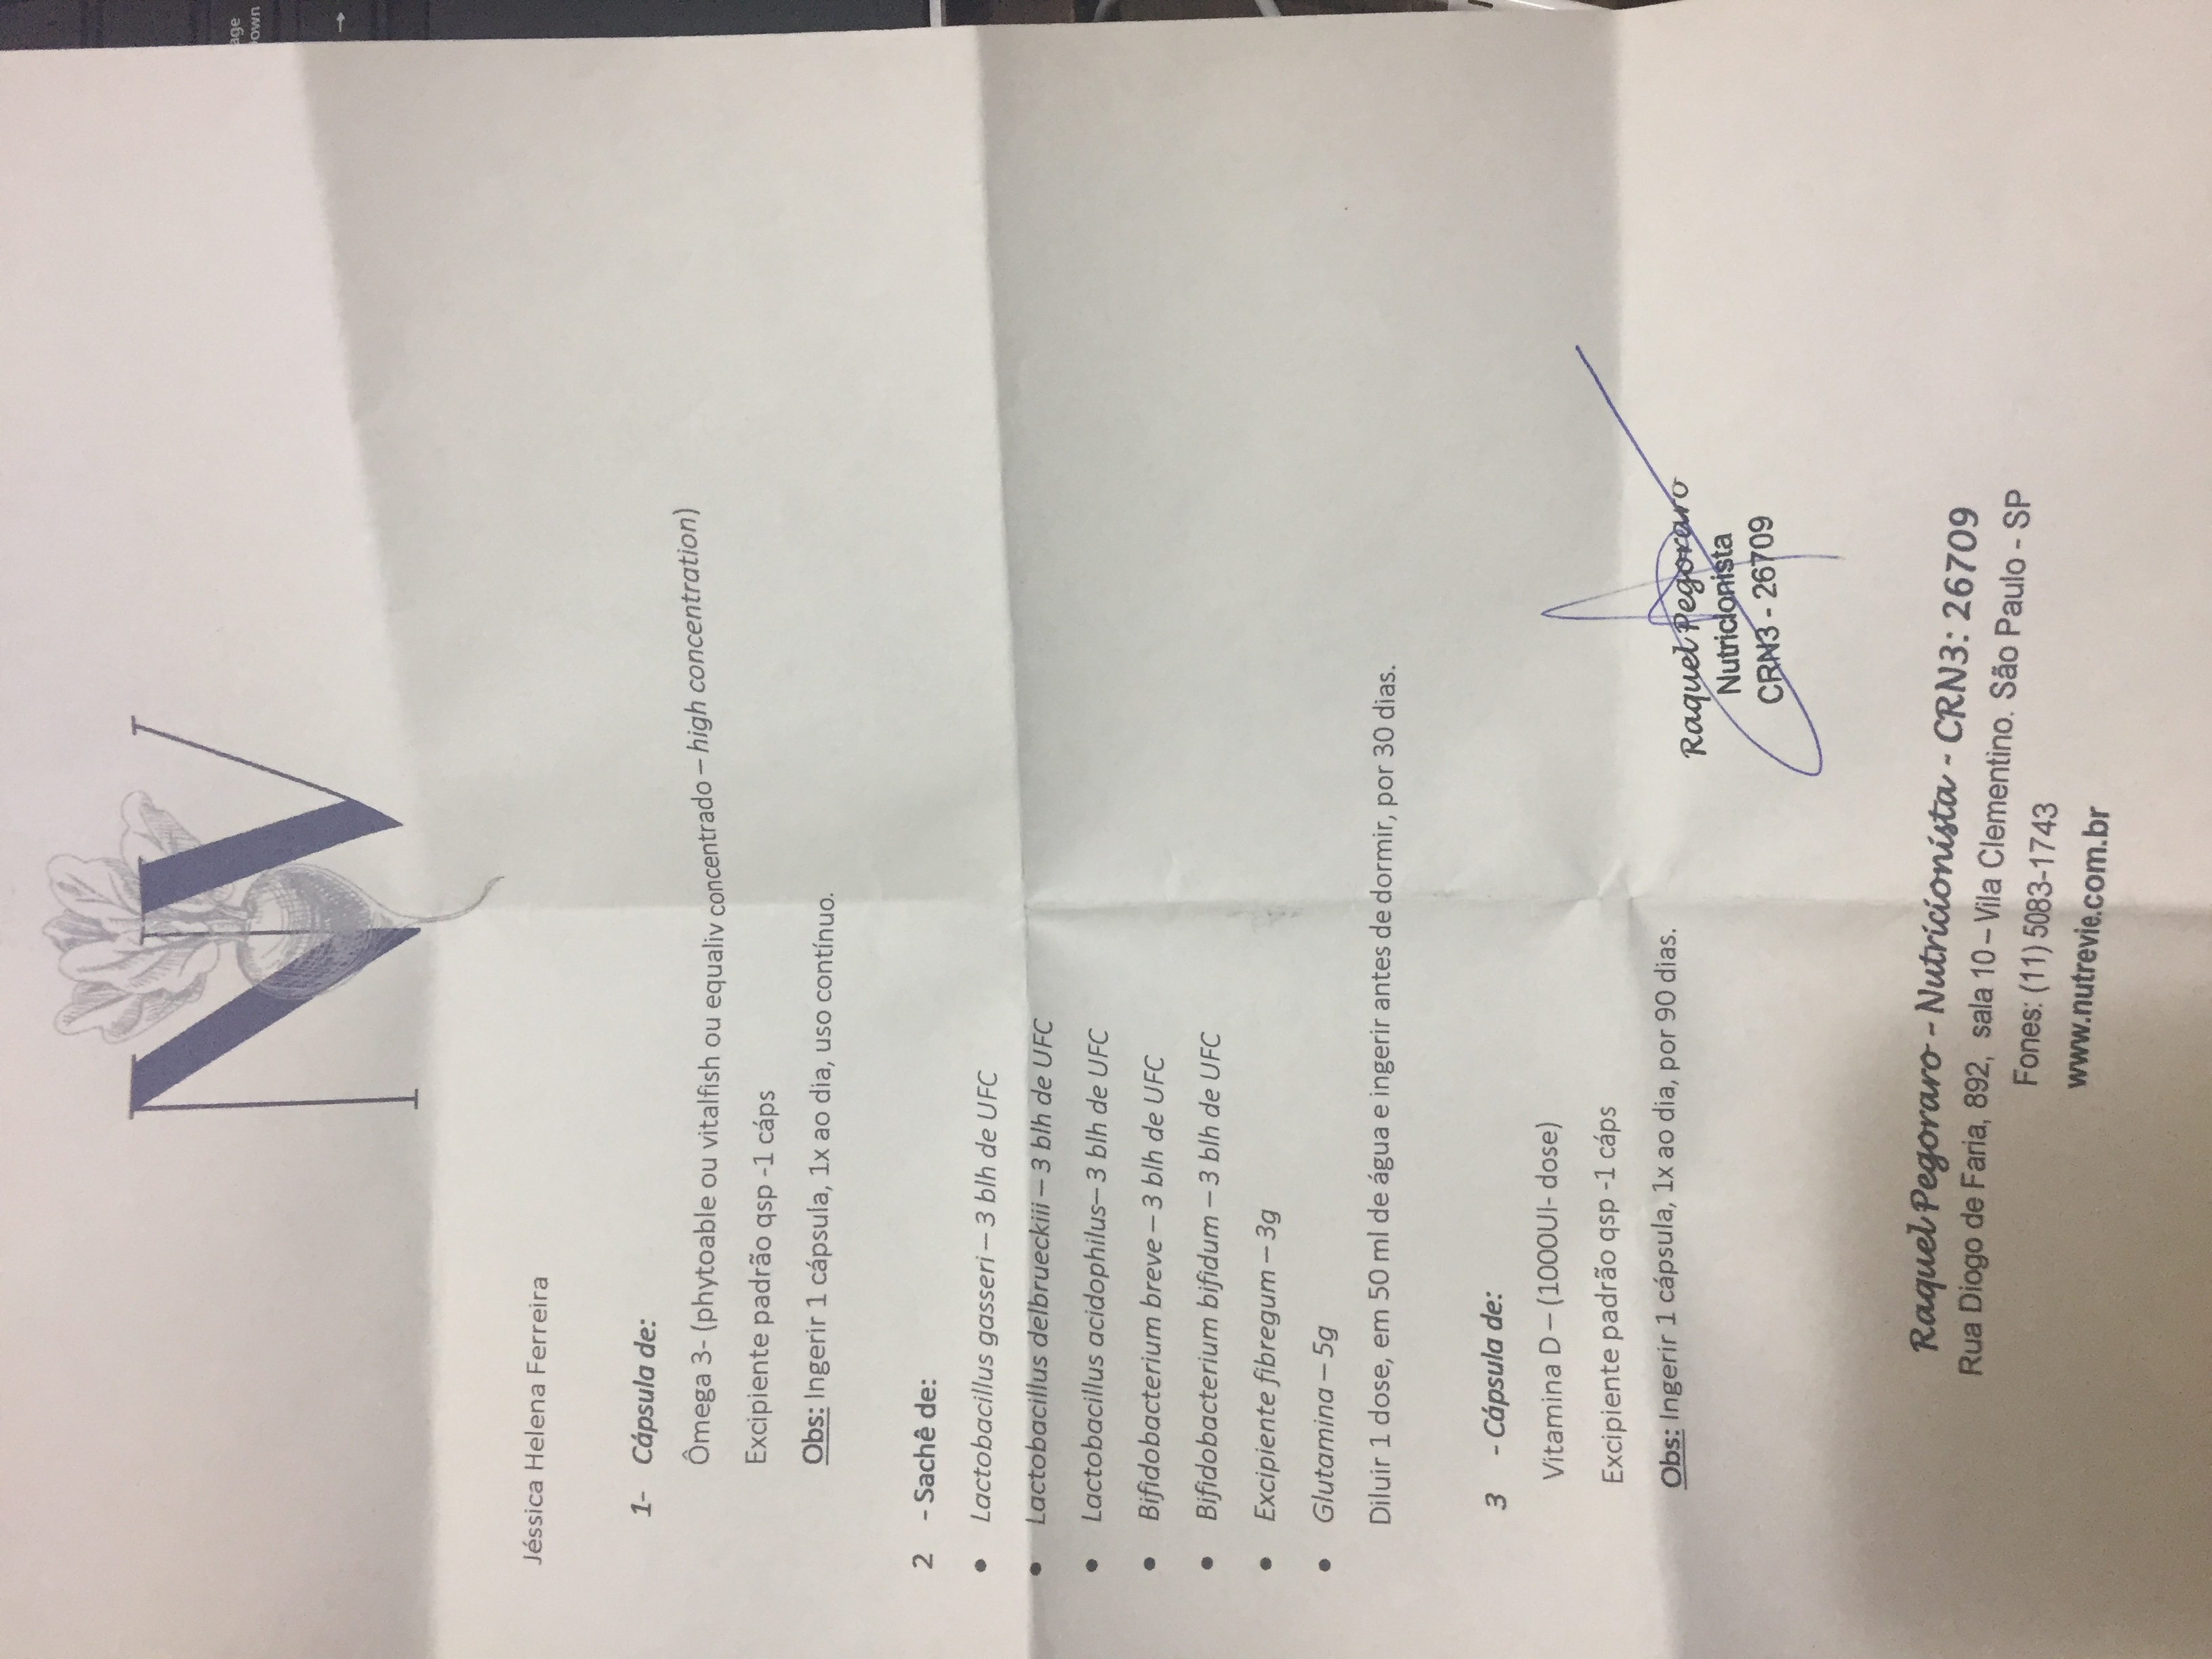 NV
Jéssica Helena Ferreira
1- Cápsula de:
Ômega 3- (phytoable ou vitalfish ou equaliv concentrado – high concentration)
Excipiente padrão qsp -1 cáps
Obs: Ingerir 1 cápsula, 1x ao dia, uso contínuo.
2 - Sachê de:
• Lactobacillus gasseri – 3 blh de UFC
• Lactobacillus delbrueckiii – 3 blh de UFC
• Lactobacillus acidophilus– 3 blh de UFC
• Bifidobacterium breve – 3 blh de UFC
• Bifidobacterium bifidum – 3 blh de UFC
• Excipiente fibregum – 3g
• Glutamina – 5g
Diluir 1 dose, em 50 ml de água e ingerir antes de dormir, por 30 dias.
3 - Cápsula de:
Vitamina D – (1000UI- dose)
Excipiente padrão qsp -1 cáps
Obs: Ingerir 1 cápsula, 1x ao dia, por 90 dias.
Raquel Pegoraro
Nutricionista
CRN3 - 26709
Raquel Pegoraro - Nutricionista - CRN3: 26709
Rua Diogo de Faria, 892, sala 10 – Vila Clementino. São Paulo - SP
Fones: (11) 5083-1743
www.nutrevie.com.br